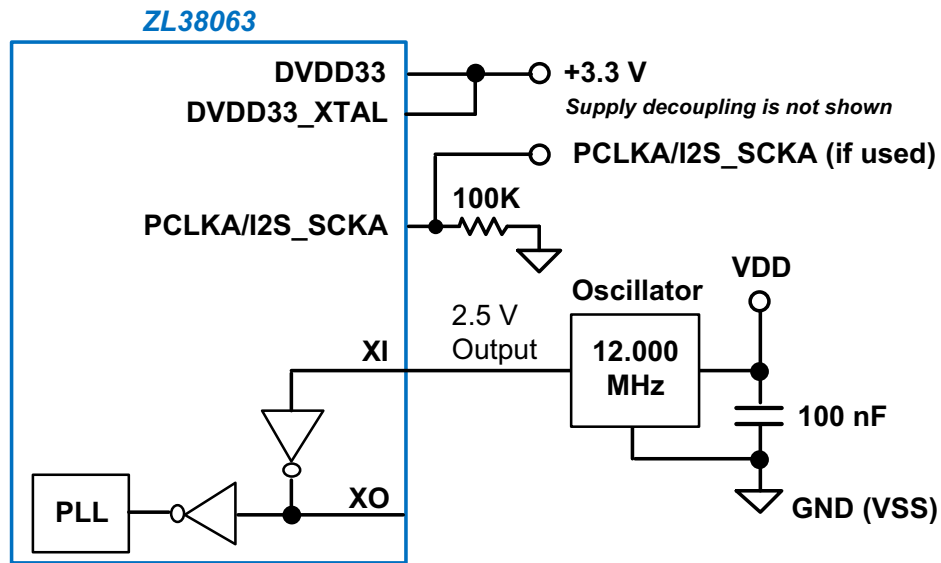 ZL38063
DVDD33
+3.3 V
DVDD33_XTAL
Supply decoupling is not shown
PCLKA/I2S_SCKA (if used)
100K
PCLKA/I2S_SCKA
VDD
Oscillator
2.5 V
Output
XI
12.000
MHz
100 nF
XO
PLL
GND (VSS)